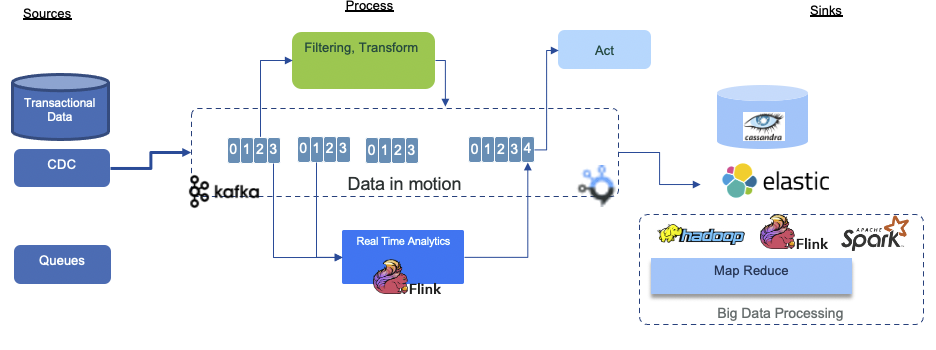 Sources
Process
Sinks
Filtering, Transform
Act
Transactional
Data
CDC
Queues
0 1 2 3
0 1 2 3
0 1 2 3
0 1 2 3 4
kafka
Data in motion
Real Time Analytics
Flink
cassandra
elastic
hadoop
Flink
APACHE
Spark
Map Reduce
Big Data Processing